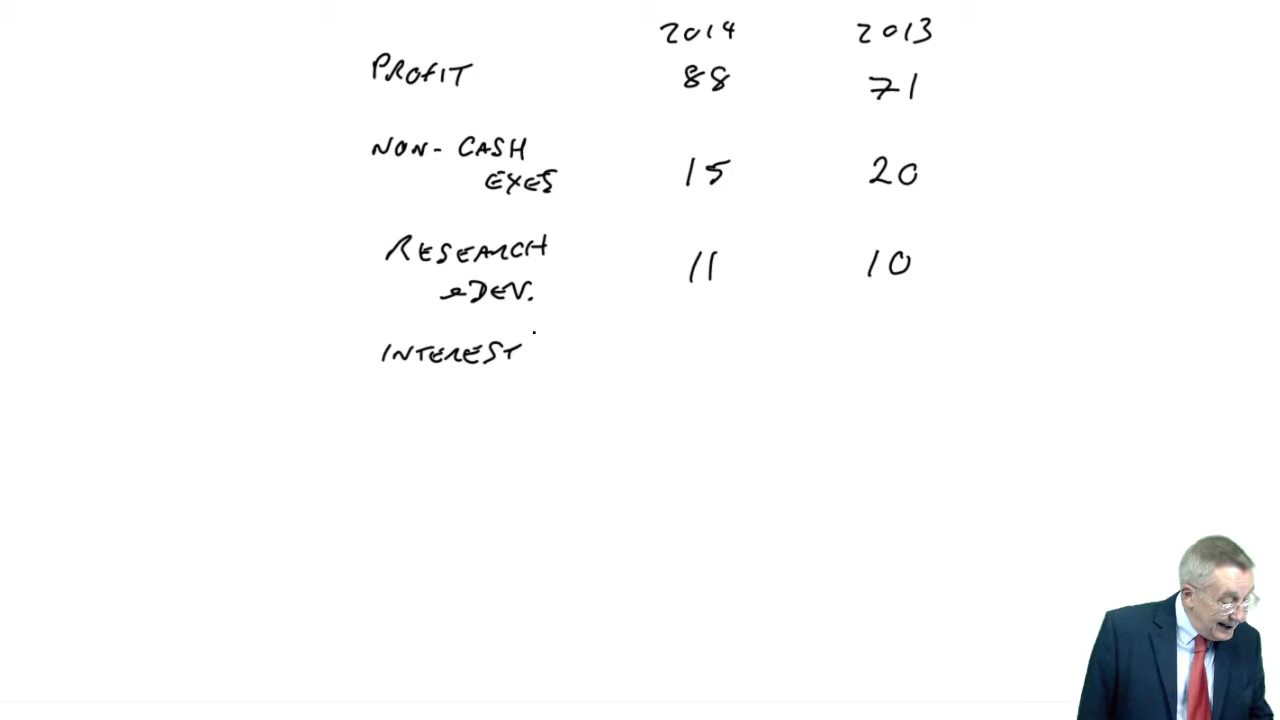 2014 2013
PROFIT 88 71
NON-CASH
EXES 15 20
RESEARCH 11 10
& DEV.
INTEREST